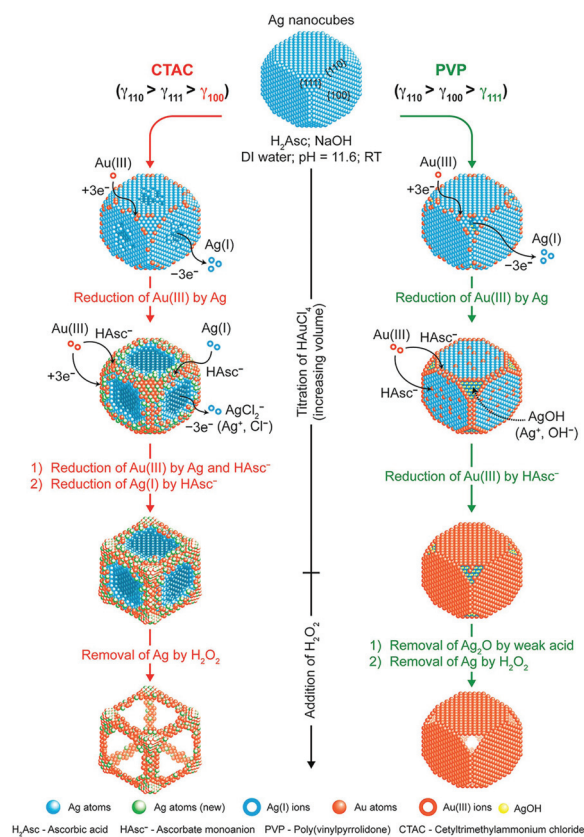 Ag nanocubes
{110}
{111}
{100}
CTAC
(γ110 > γ111 > γ100)
PVP
(γ110 > γ100 > γ111)
H2Asc; NaOH
DI water; pH = 11.6; RT
Au(III)
+3e−
Ag(I)
−3e−
Reduction of Au(III) by Ag
Au(III)
+3e−
Ag(I)
−3e−
Reduction of Au(III) by Ag
Titration of HAuCl4
(increasing volume)
Au(III)
HAsc−
Ag(I)
HAsc−
+3e−
AgCl2−
−3e− (Ag+, Cl−)
1) Reduction of Au(III) by Ag and HAsc−
2) Reduction of Ag(I) by HAsc−
Au(III)
HAsc−
HAsc−
AgOH
(Ag+, OH−)
Reduction of Au(III) by HAsc−
Addition of H2O2
Removal of Ag by H2O2
1) Removal of Ag2O by weak acid
2) Removal of Ag by H2O2
Ag atoms
Ag atoms (new)
Ag(I) ions
Au atoms
Au(III) ions
AgOH
H2Asc - Ascorbic acid HAsc− - Ascorbate monoanion PVP - Poly(vinylpyrrolidone) CTAC - Cetyltrimethylammonium chloride